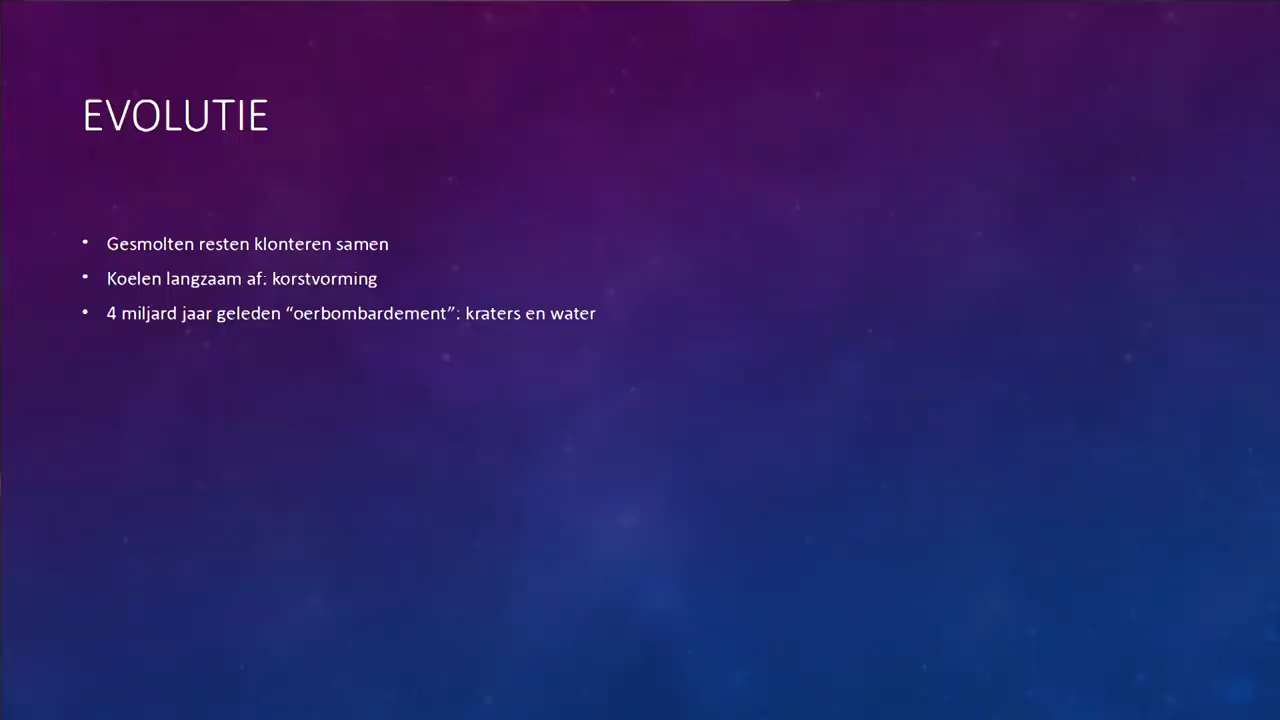 EVOLUTIE
• Gesmolten resten klonteren samen
• Koelen langzaam af: korstvorming
• 4 miljard jaar geleden “oerbombardement”: kraters en water